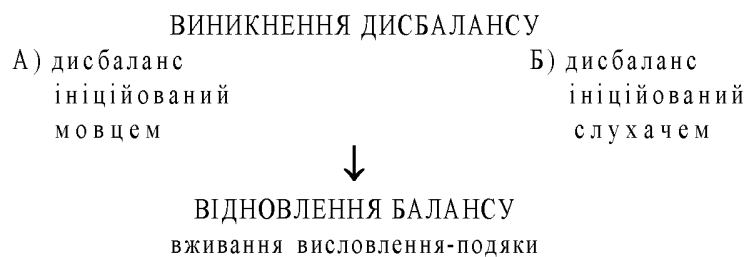 ВИНИКНЕННЯ ДИСБАЛАНСУ
А) дисбаланс
ініційований
мовцем
Б) дисбаланс
ініційований
слухачем
ВІДНОВЛЕННЯ БАЛАНСУ
вживання висловлення-подяки